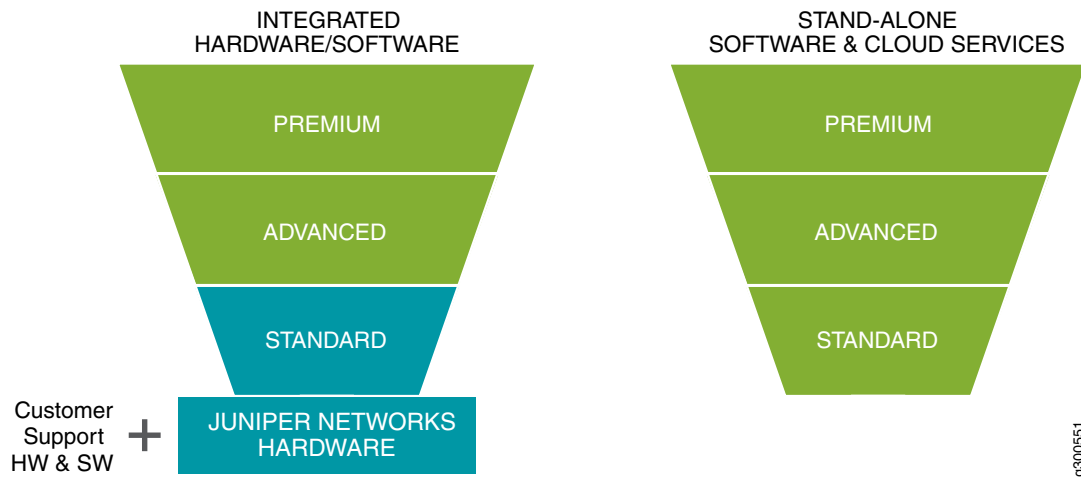 INTEGRATED
HARDWARE/SOFTWARE
PREMIUM
ADVANCED
STANDARD
Customer
Support
HW & SW
+
JUNIPER NETWORKS
HARDWARE
STAND-ALONE
SOFTWARE & CLOUD SERVICES
PREMIUM
ADVANCED
STANDARD
g300551